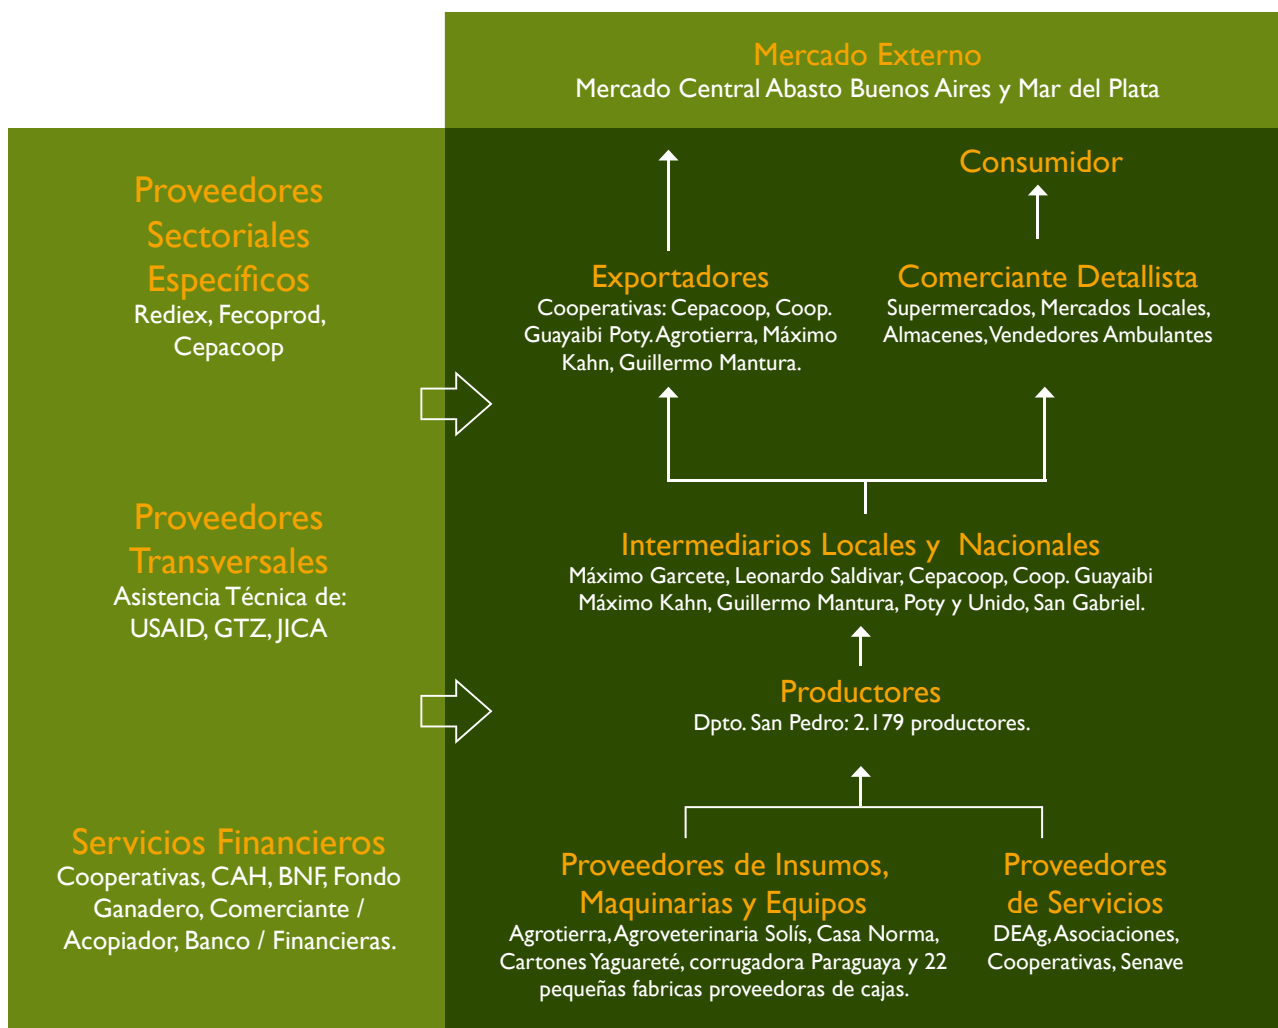 Mercado Externo
Mercado Central Abasto Buenos Aires y Mar del Plata
Proveedores
Sectoriales
Específicos
Rediex, Fecoprod,
Cepacoop
Proveedores
Transversales
Asistencia Técnica de:
USAID, GTZ, JICA
Servicios Financieros
Cooperativas, CAH, BNF, Fondo
Ganadero, Comerciante /
Acopiador, Banco / Financieras.
Consumidor
Exportadores
Cooperativas: Cepacoop, Coop.
Guayaibi Poty. Agrotierra, Máximo
Kahn, Guillermo Mantura.
Comerciante Detallista
Supermercados, Mercados Locales,
Almacenes, Vendedores Ambulantes
Intermediarios Locales y Nacionales
Máximo Garcete, Leonardo Saldivar, Cepacoop, Coop. Guayaibi
Máximo Kahn, Guillermo Mantura, Poty y Unido, San Gabriel.
Productores
Dpto. San Pedro: 2.179 productores.
Proveedores de Insumos,
Maquinarias y Equipos
Agrotierra, Agroveterinaria Solís, Casa Norma,
Cartones Yaguareté, corrugadora Paraguaya y 22
pequeñas fabricas proveedoras de cajas.
Proveedores
de Servicios
DEAg, Asociaciones,
Cooperativas, Senave